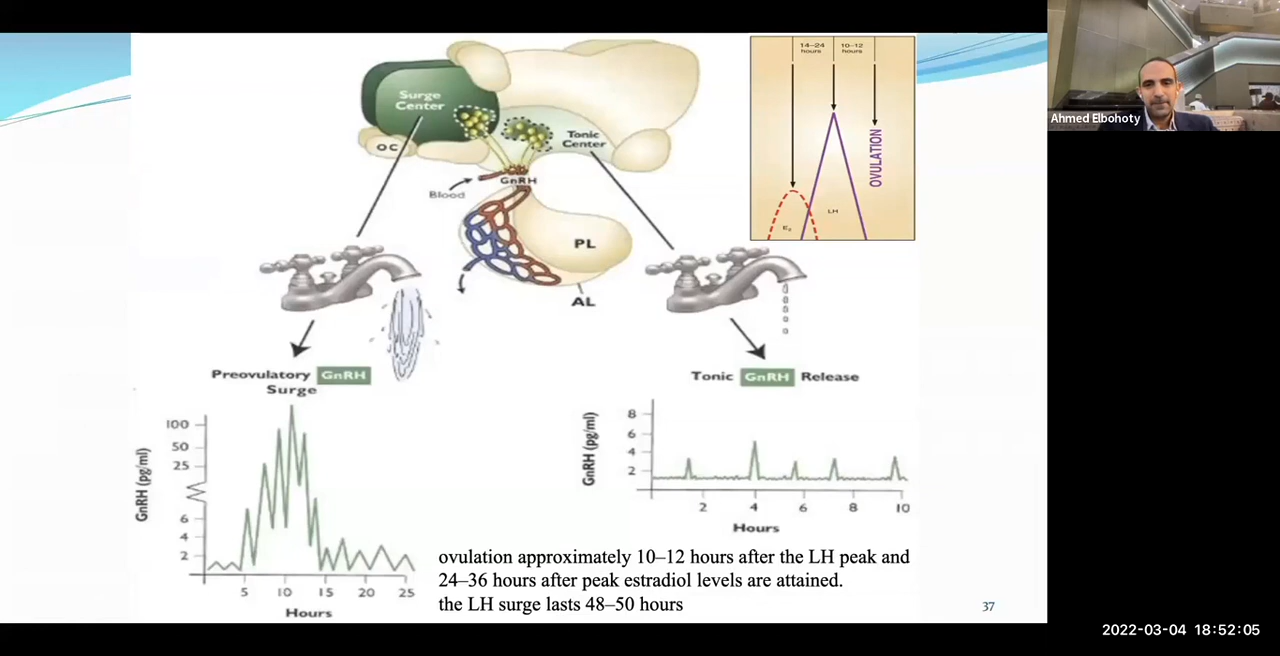 Surge
Center
OC
Tonic
Center
GnRH
Blood
PL
AL
14–24
hours
10–12
hours
OVULATION
LH
E₂
Ahmed Elbohoty
Preovulatory GnRH
Surge
Tonic GnRH Release
GnRH (pg/ml)
100
50
25
6
4
2
5 10 15 20 25
Hours
GnRH (pg/ml)
8
6
4
2
2 4 6 8 10
Hours
ovulation approximately 10–12 hours after the LH peak and
24–36 hours after peak estradiol levels are attained.
the LH surge lasts 48–50 hours
37
2022-03-04 18:52:05